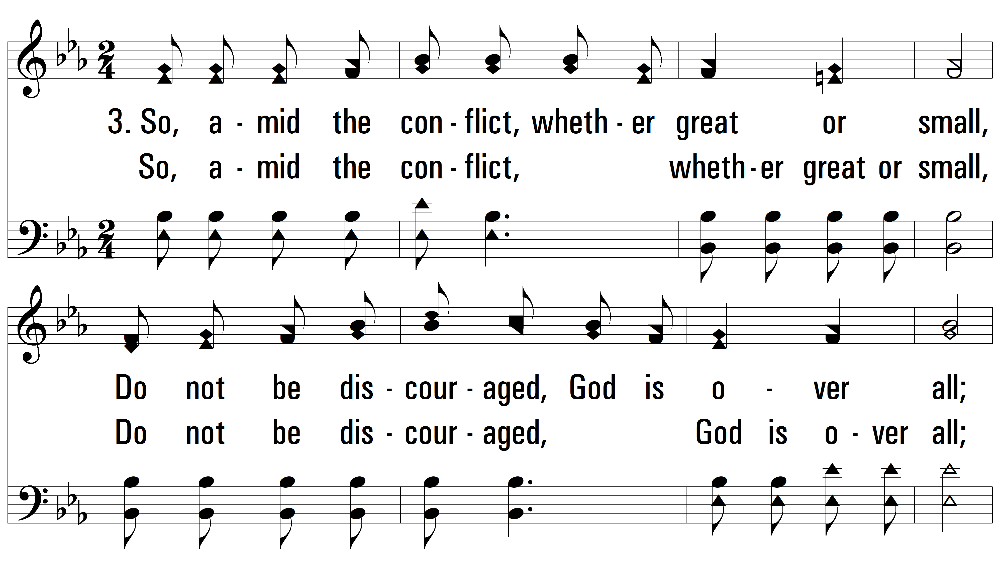 3. So, a - mid the con - flict, wheth - er great or small,
So, a - mid the con - flict, wheth - er great or small,
Do not be dis - cour - aged, God is o - ver all;
Do not be dis - cour - aged, God is o - ver all;